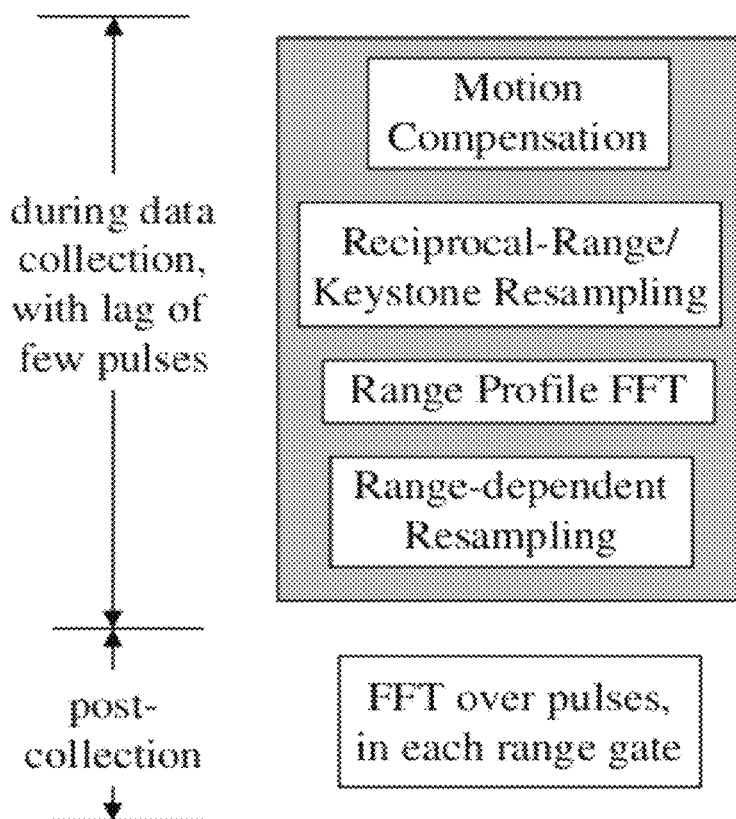 during data
collection,
with lag of
few pulses
Motion
Compensation
Reciprocal-Range/
Keystone Resampling
Range Profile FFT
Range-dependent
Resampling
post-
collection
FFT over pulses,
in each range gate